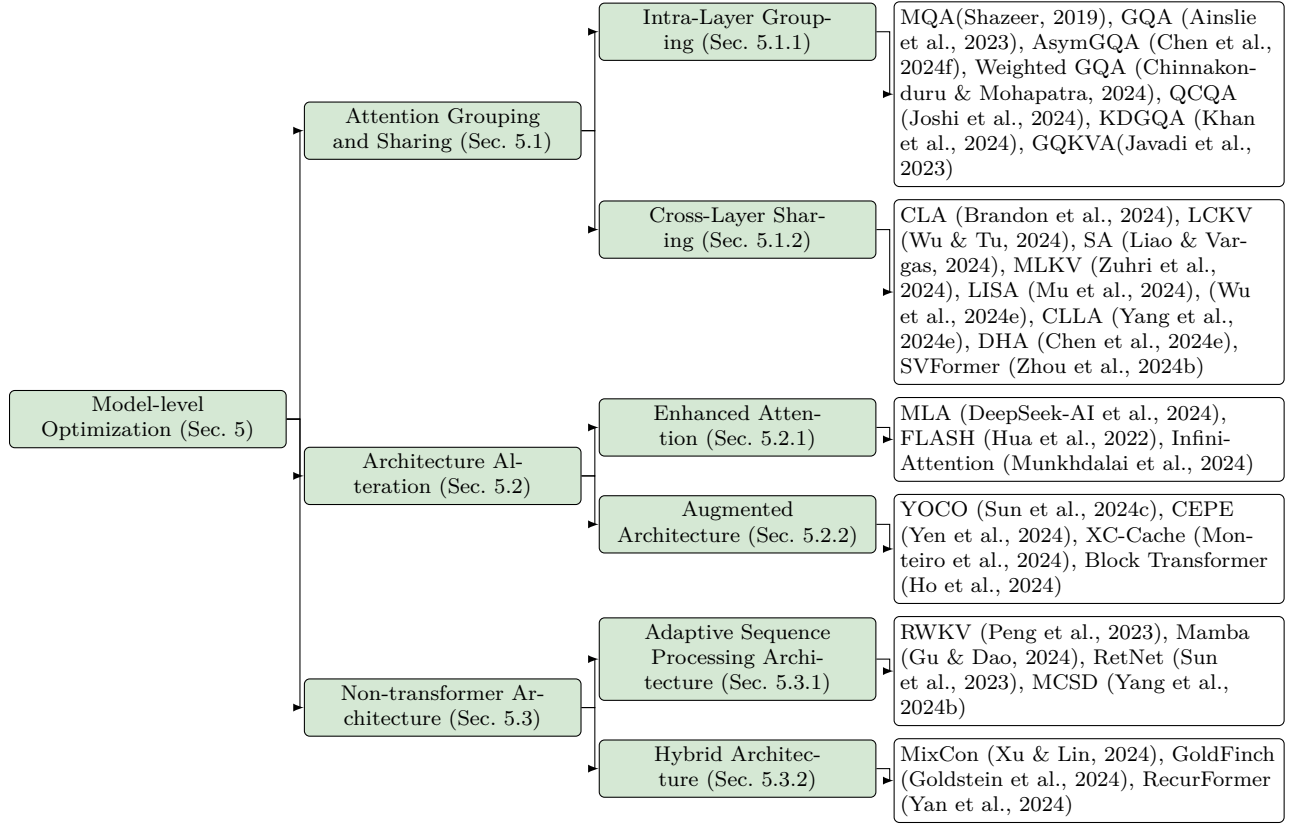 Model-level
Optimization (Sec. 5)
Attention Grouping
and Sharing (Sec. 5.1)
Intra-Layer Group-
ing (Sec. 5.1.1)
MQA(Shazeer, 2019), GQA (Ainslie
et al., 2023), AsymGQA (Chen et al.,
2024f), Weighted GQA (Chinnakon-
duru & Mohapatra, 2024), QCQA
(Joshi et al., 2024), KDGQA (Khan
et al., 2024), GQKVA(Javadi et al.,
2023)
Cross-Layer Shar-
ing (Sec. 5.1.2)
CLA (Brandon et al., 2024), LCKV
(Wu & Tu, 2024), SA (Liao & Var-
gas, 2024), MLKV (Zuhri et al.,
2024), LISA (Mu et al., 2024), (Wu
et al., 2024e), CLLA (Yang et al.,
2024e), DHA (Chen et al., 2024e),
SVFormer (Zhou et al., 2024b)
Architecture Al-
teration (Sec. 5.2)
Enhanced Atten-
tion (Sec. 5.2.1)
MLA (DeepSeek-AI et al., 2024),
FLASH (Hua et al., 2022), Infini-
Attention (Munkhdalai et al., 2024)
Augmented
Architecture (Sec. 5.2.2)
YOCO (Sun et al., 2024c), CEPE
(Yen et al., 2024), XC-Cache (Mon-
teiro et al., 2024), Block Transformer
(Ho et al., 2024)
Non-transformer Ar-
chitecture (Sec. 5.3)
Adaptive Sequence
Processing Archi-
tecture (Sec. 5.3.1)
RWKV (Peng et al., 2023), Mamba
(Gu & Dao, 2024), RetNet (Sun
et al., 2023), MCSD (Yang et al.,
2024b)
Hybrid Architec-
ture (Sec. 5.3.2)
MixCon (Xu & Lin, 2024), GoldFinch
(Goldstein et al., 2024), RecurFormer
(Yan et al., 2024)